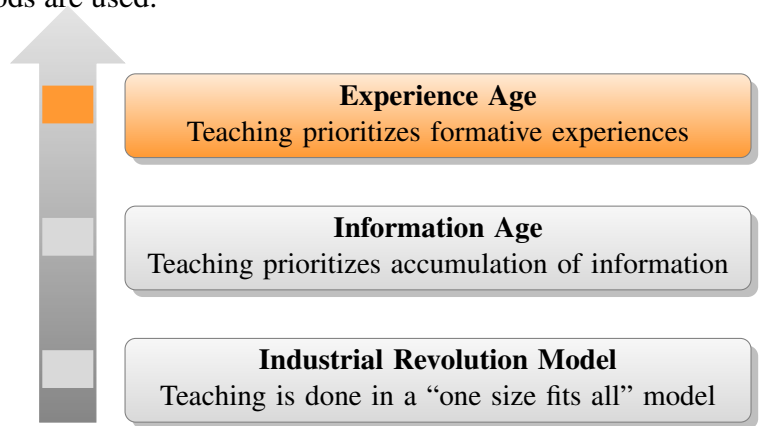 are used.
Experience Age
Teaching prioritizes formative experiences
Information Age
Teaching prioritizes accumulation of information
Industrial Revolution Model
Teaching is done in a “one size fits all” model